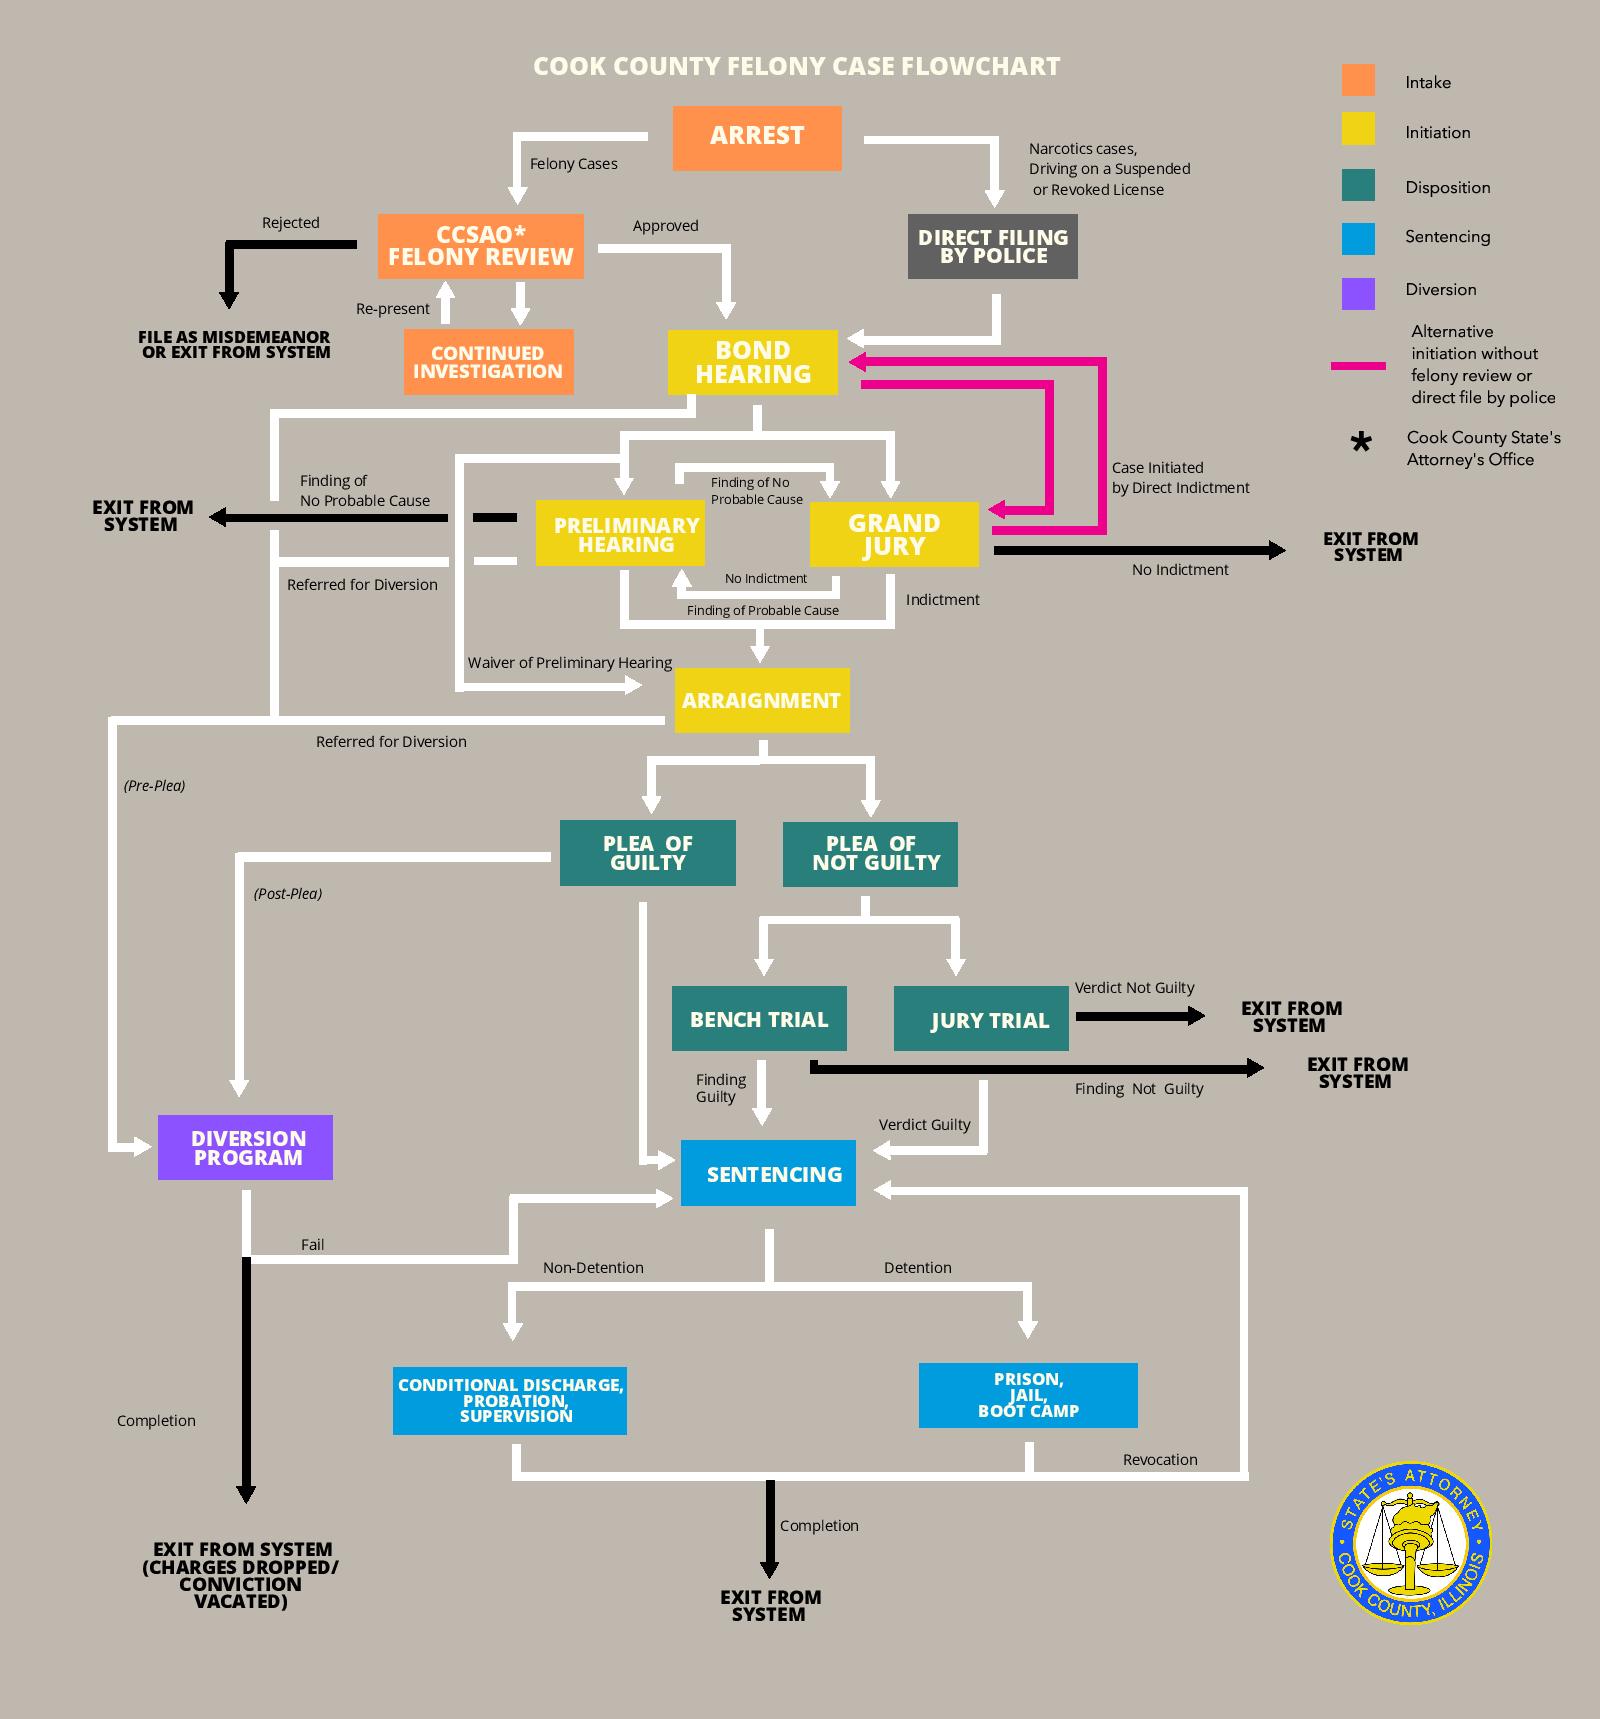 COOK COUNTY FELONY CASE FLOWCHART
Intake
Initiation
Disposition
Sentencing
Diversion
Alternative
initiation without
felony review or
direct file by police
*
Cook County State's
Attorney's Office
ARREST
Felony Cases
Narcotics cases,
Driving on a Suspended
or Revoked License
Rejected
CCSAO*
FELONY REVIEW
Approved
DIRECT FILING
BY POLICE
Re-present
FILE AS MISDEMEANOR
OR EXIT FROM SYSTEM
CONTINUED
INVESTIGATION
BOND
HEARING
Case Initiated
by Direct Indictment
Finding of
No Probable Cause
EXIT FROM
SYSTEM
Finding of No
Probable Cause
PRELIMINARY
HEARING
GRAND
JURY
EXIT FROM
SYSTEM
No Indictment
Referred for Diversion
No Indictment
Finding of Probable Cause
Indictment
Waiver of Preliminary Hearing
ARRAIGNMENT
Referred for Diversion
(Pre-Plea)
PLEA OF
GUILTY
PLEA OF
NOT GUILTY
(Post-Plea)
BENCH TRIAL
JURY TRIAL
Verdict Not Guilty
EXIT FROM
SYSTEM
Finding
Guilty
Finding Not Guilty
EXIT FROM
SYSTEM
Verdict Guilty
DIVERSION
PROGRAM
SENTENCING
Fail
Non-Detention
Detention
CONDITIONAL DISCHARGE,
PROBATION,
SUPERVISION
PRISON,
JAIL,
BOOT CAMP
Completion
Revocation
Completion
EXIT FROM SYSTEM
(CHARGES DROPPED/
CONVICTION
VACATED)
EXIT FROM
SYSTEM
STATE'S ATTORNEY
COOK COUNTY, ILLINOIS